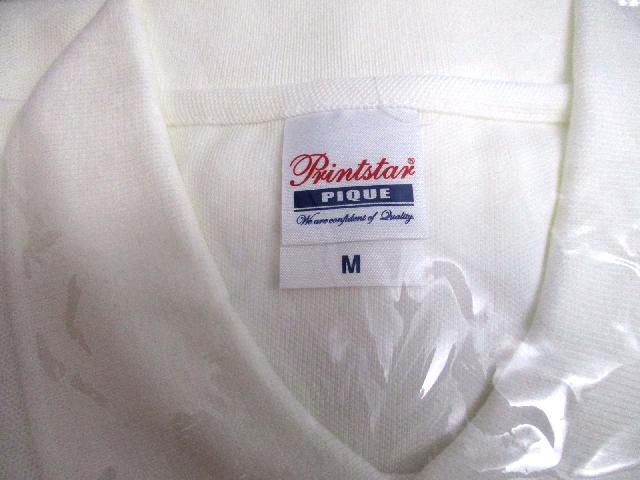 Printstar®
PIQUE
We are confident of Quality.
M